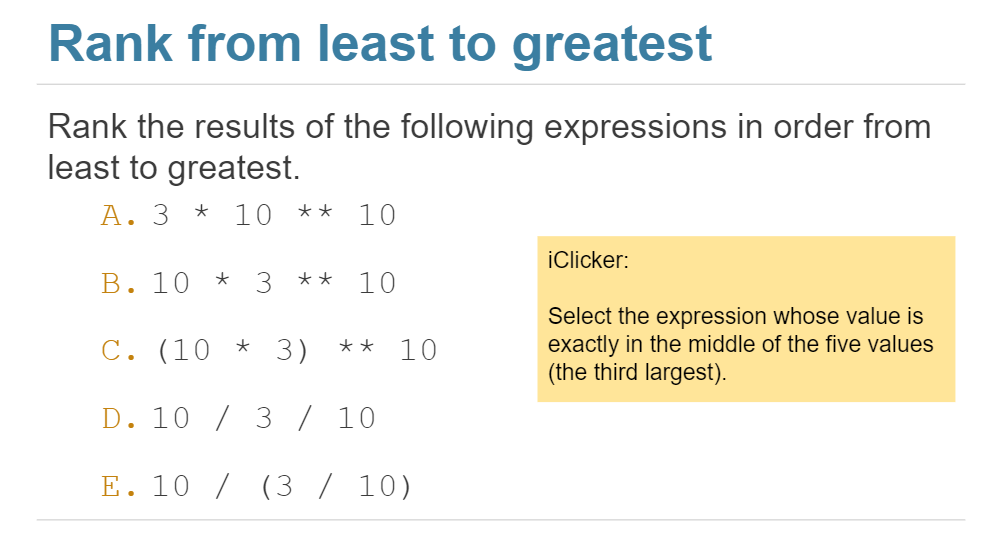 Rank from least to greatest
Rank the results of the following expressions in order from
least to greatest.
A. 3 * 10 ** 10
B. 10 * 3 ** 10
C. (10 * 3) ** 10
D. 10 / 3 / 10
E. 10 / (3 / 10)
iClicker:
Select the expression whose value is
exactly in the middle of the five values
(the third largest).